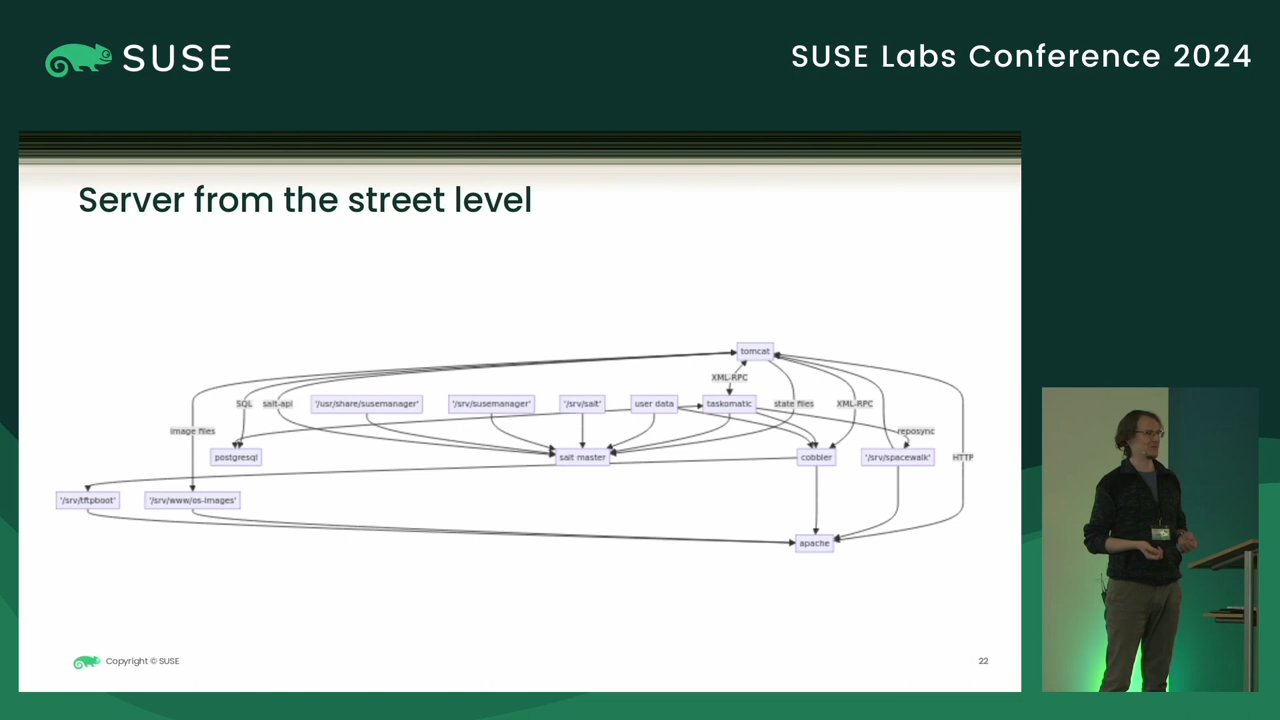 SUSE
SUSE Labs Conference 2024
Server from the street level
tomcat
XML-RPC
SQL
salt-api
'/usr/share/susemanager'
'/srv/susemanager'
'/srv/salt'
user data
taskomatic
state files
XML-RPC
image files
reposync
postgresql
salt master
cobbler
'/srv/spacewalk'
HTTP
'/srv/tftpboot'
'/srv/www/os-images'
apache
Copyright © SUSE
22